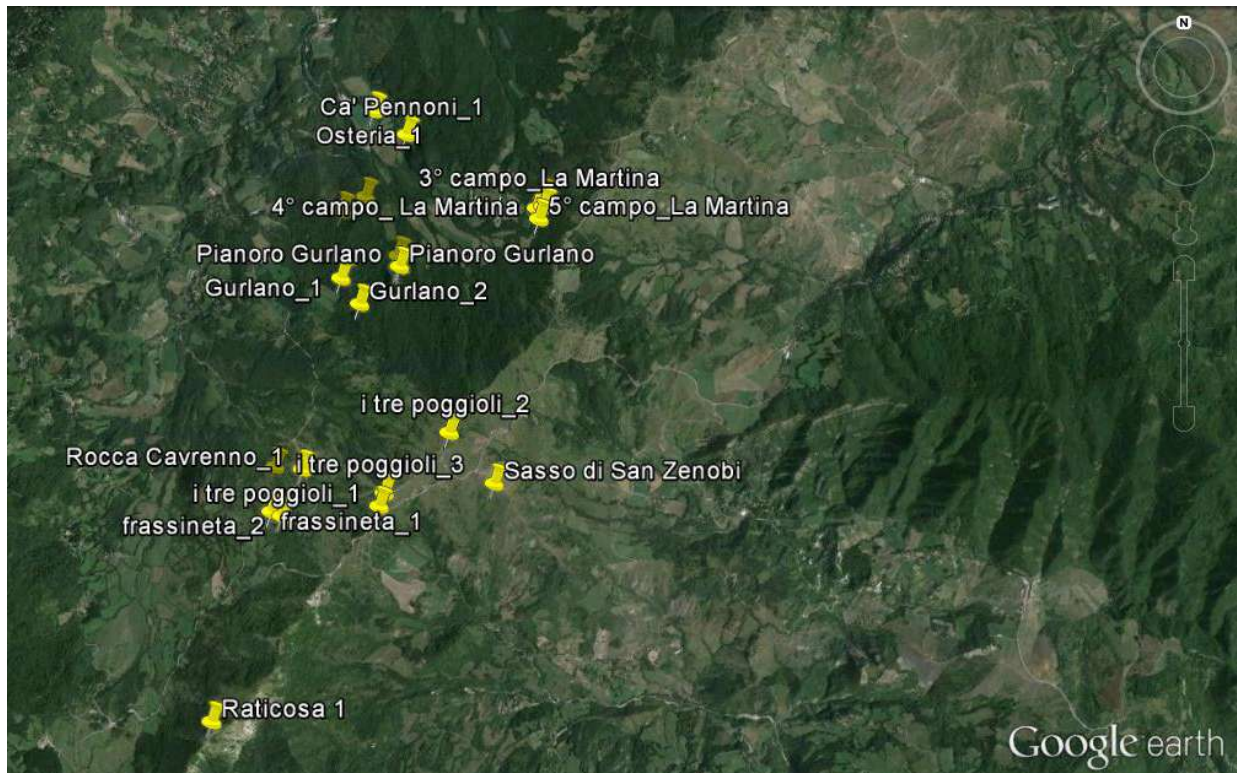 N
Ca' Pennoni_1
Osteria_1
3° campo_La Martina
4° campo_ La Martina
5° campo_La Martina
Pianoro Gurlano
Pianoro Gurlano
Gurlano_1
Gurlano_2
i tre poggioli_2
Rocca Cavrenno_1
i tre poggioli_3
Sasso di San Zenobi
i tre poggioli_1
frassineta_2
frassineta_1
Raticosa 1
Google earth